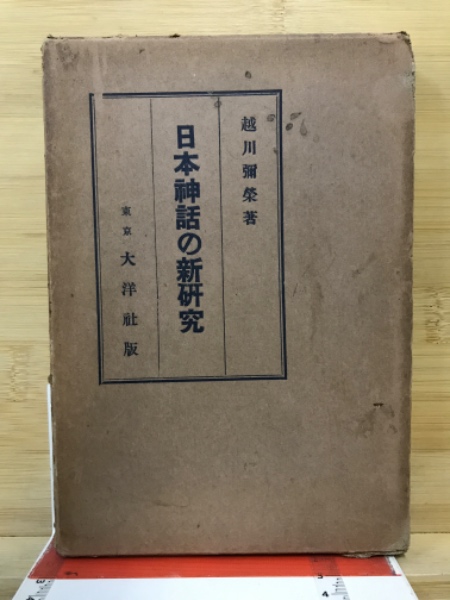 越川彌榮著
日本神話の新研究
東京 大洋社版